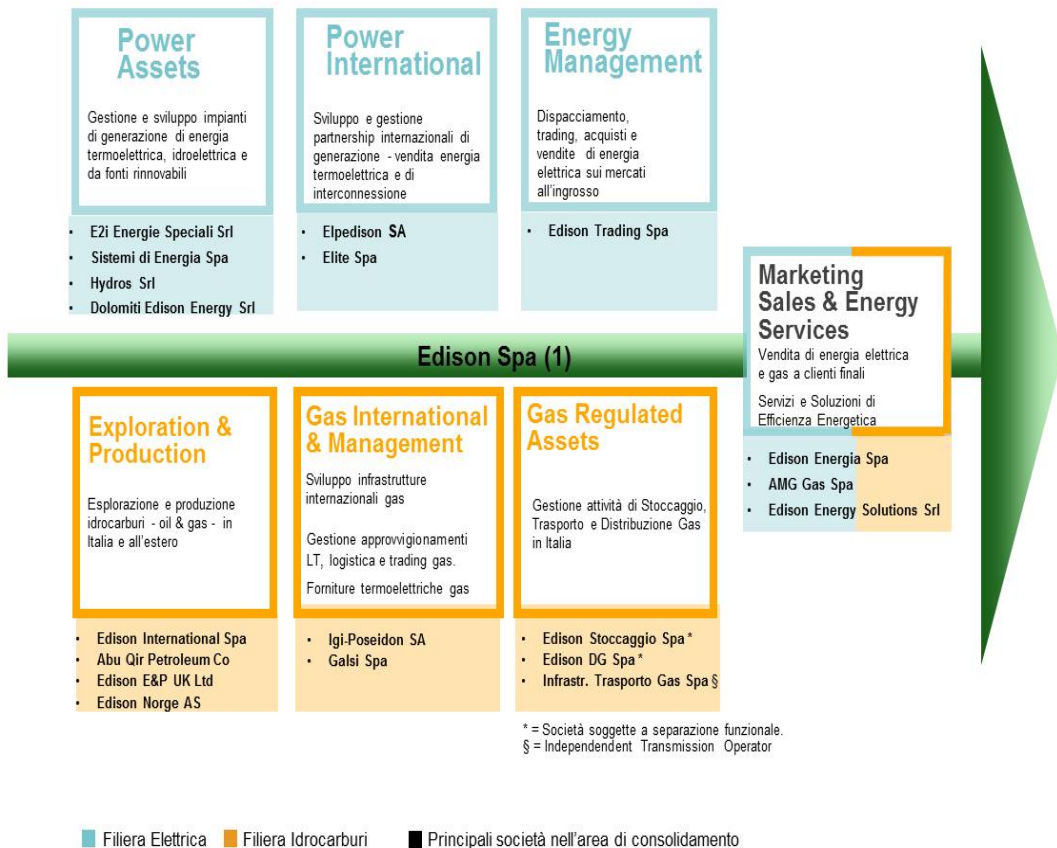 Power
Assets
Gestione e sviluppo impianti
di generazione di energia
termoelettrica, idroelettrica e
da fonti rinnovabili
• E2i Energie Speciali Srl
• Sistemi di Energia Spa
• Hydros Srl
• Dolomiti Edison Energy Srl
Power
International
Sviluppo e gestione
partnership internazionali di
generazione - vendita energia
termoelettrica e di
interconnessione
• Elpedison SA
• Elite Spa
Energy
Management
Dispacciamento,
trading, acquisti e
vendite di energia
elettrica sui mercati
all'ingrosso
• Edison Trading Spa
Marketing
Sales & Energy
Services
Vendita di energia elettrica
e gas a clienti finali
Servizi e Soluzioni di
Efficienza Energetica
• Edison Energia Spa
• AMG Gas Spa
• Edison Energy Solutions Srl
Edison Spa (1)
Exploration &
Production
Esplorazione e produzione
idrocarburi - oil & gas - in
Italia e all'estero
• Edison International Spa
• Abu Qir Petroleum Co
• Edison E&P UK Ltd
• Edison Norge AS
Gas International
& Management
Sviluppo infrastrutture
internazionali gas
Gestione approvvigionamenti
LT, logistica e trading gas.
Forniture termoelettriche gas
• Igi-Poseidon SA
• Galsi Spa
Gas Regulated
Assets
Gestione attività di Stoccaggio,
Trasporto e Distribuzione Gas
in Italia
• Edison Stoccaggio Spa *
• Edison DG Spa *
• Infrastr. Trasporto Gas Spa §
* = Società soggette a separazione funzionale.
§ = Independendent Transmission Operator
Filiera Elettrica
Filiera Idrocarburi
Principali società nell'area di consolidamento